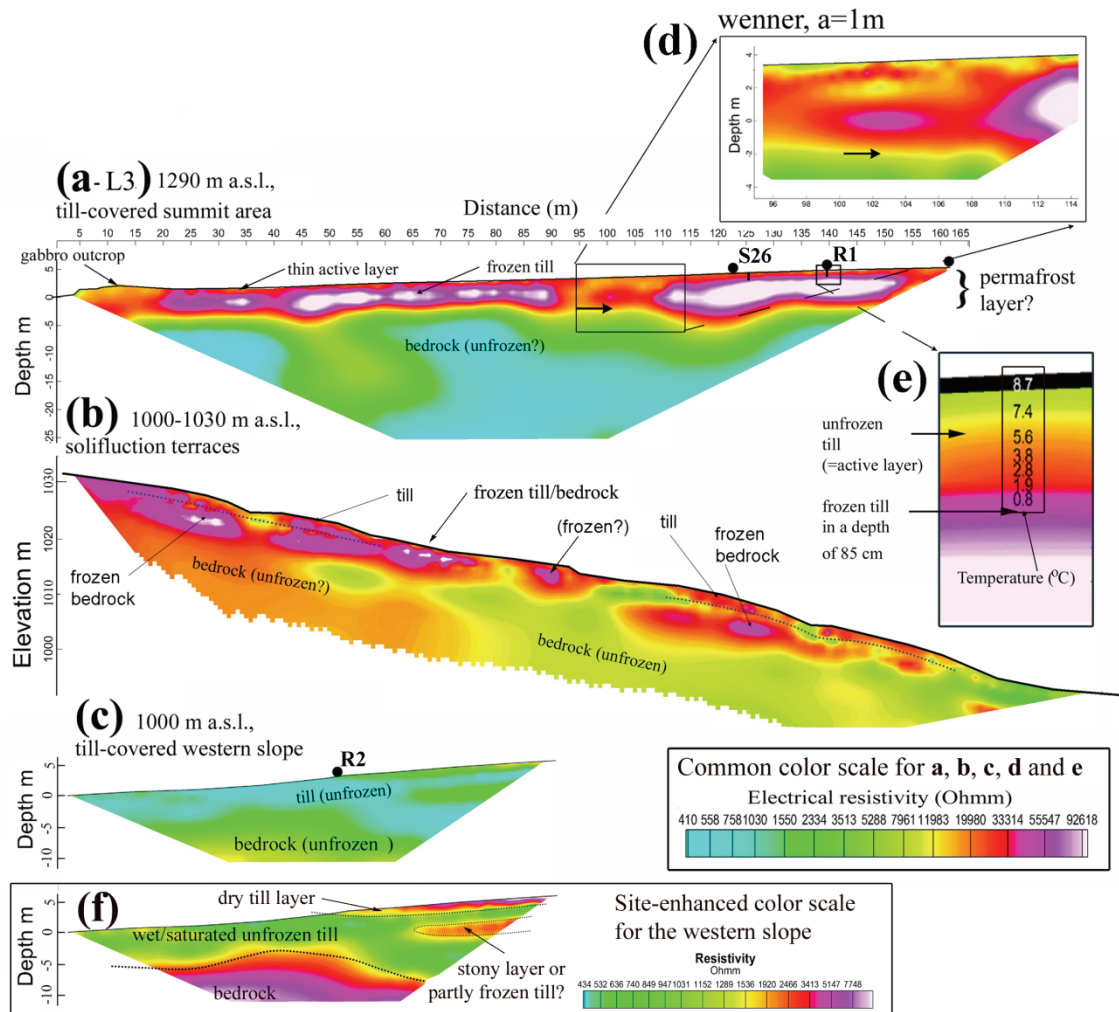 (d) wenner, a=1m
Depth m
4
2
0
-2
-4
96 98 100 102 104 106 108 110 112 114
(a- L3) 1290 m a.s.l.,
till-covered summit area
Distance (m)
5 10 15 20 25 30 35 40 45 50 55 60 65 70 75 80 85 90 95 100 105 110 115 120 125 130 135 140 147 153 160 165
gabbro outcrop
thin active layer
frozen till
S26
R1
} permafrost
layer?
Depth m
5
0
-5
-10
-15
-20
-25
bedrock (unfrozen?)
(b) 1000-1030 m a.s.l.,
solifluction terraces
Elevation m
1030
1020
1010
1000
till
frozen till/bedrock
(frozen?)
till
frozen
bedrock
frozen
bedrock
bedrock (unfrozen?)
bedrock (unfrozen)
(e)
8.7
7.4
5.6
3.8
2.8
1.9
0.8
unfrozen
till
(=active layer)
frozen till
in a depth
of 85 cm
Temperature (⁰C)
(c) 1000 m a.s.l.,
till-covered western slope
R2
Depth m
5
0
-5
-10
till (unfrozen)
bedrock (unfrozen )
Common color scale for a, b, c, d and e
Electrical resistivity (Ohmm)
410 558 758 1030 1550 2334 3513 5288 7961 11983 19980 33314 55547 92618
(f)
Depth m
5
0
-5
-10
dry till layer
wet/saturated unfrozen till
stony layer or
partly frozen till?
bedrock
Site-enhanced color scale
for the western slope
Resistivity
Ohmm
434 532 636 740 849 947 1031 1152 1289 1536 1920 2466 3413 5147 7748